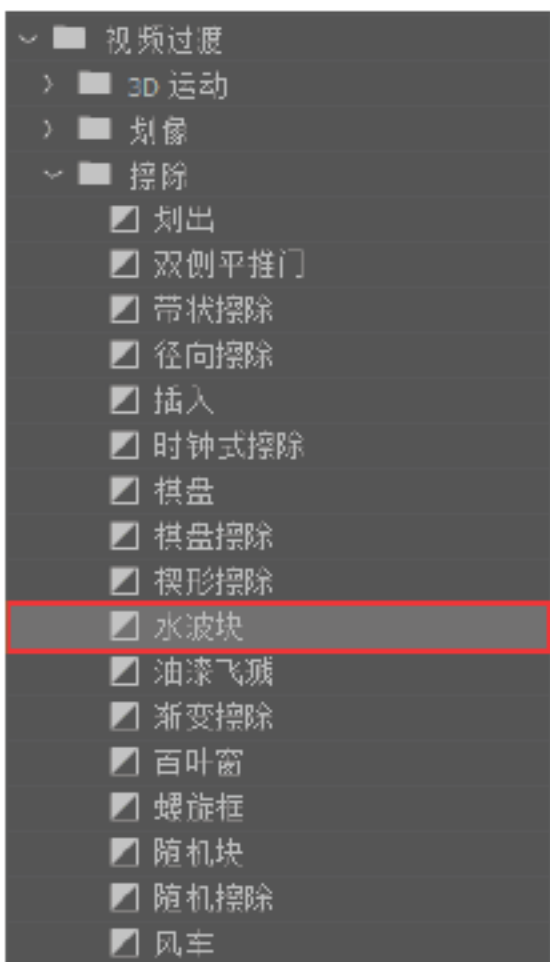 视频过渡
3D 运动
划像
擦除
划出
双侧平推门
带状擦除
径向擦除
插入
时钟式擦除
棋盘
棋盘擦除
楔形擦除
水波块
油漆飞溅
渐变擦除
百叶窗
螺旋框
随机块
随机擦除
风车